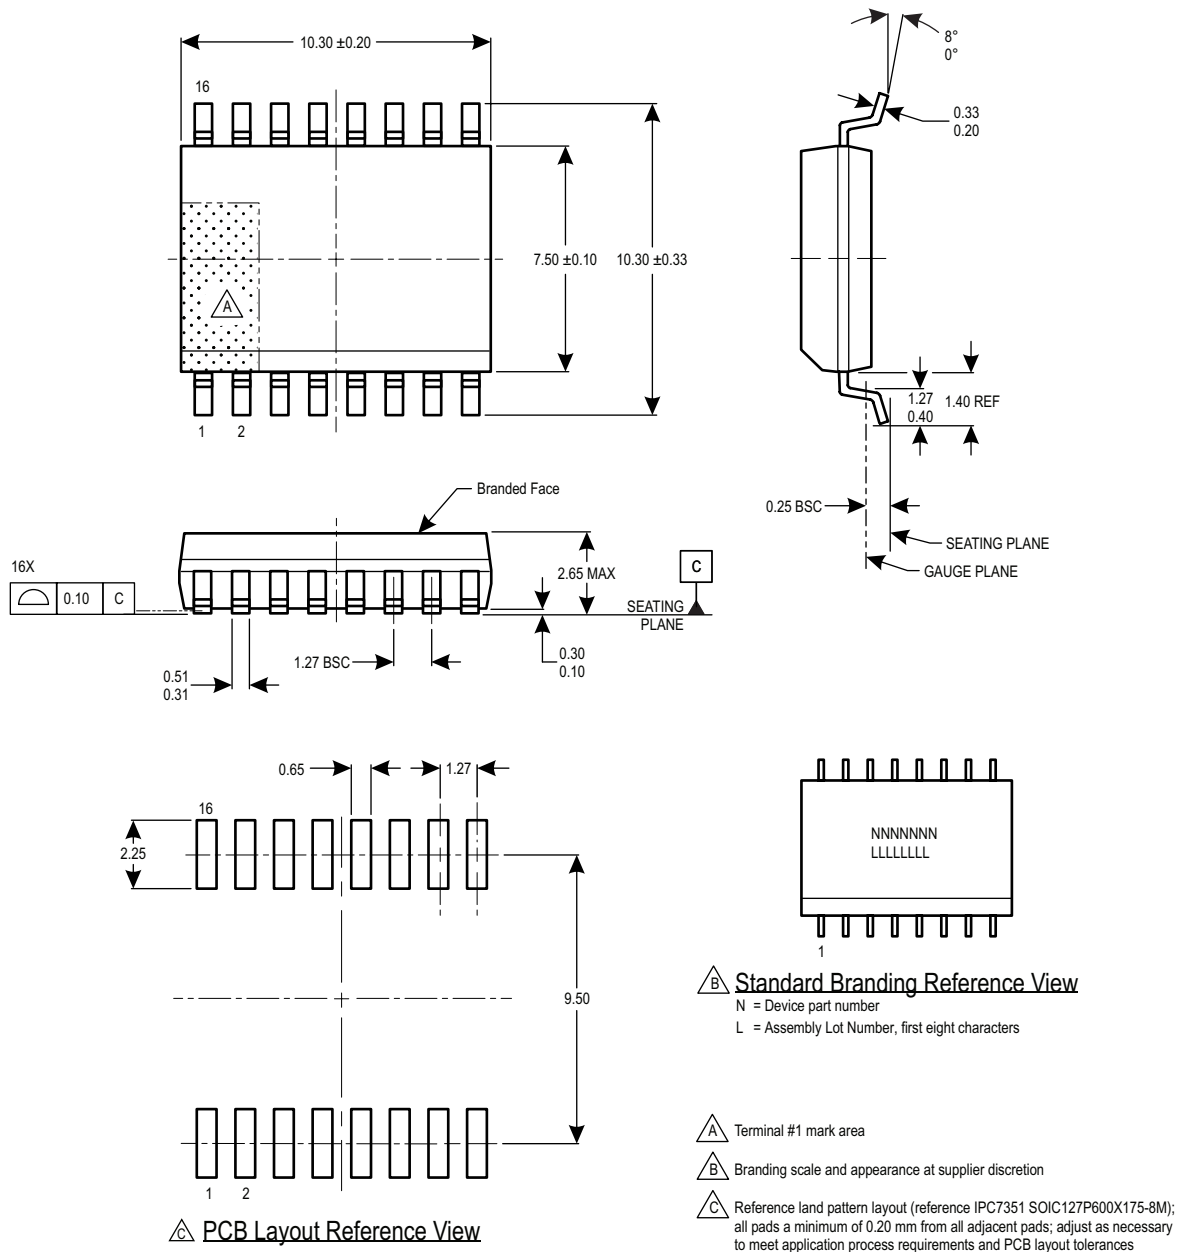 10.30 ±0.20
8°
0°
16
0.33
0.20
7.50 ±0.10
10.30 ±0.33
A
1.27
0.40
1.40 REF
1 2
Branded Face
0.25 BSC
SEATING PLANE
GAUGE PLANE
16X
0.10 C
2.65 MAX
C
SEATING
PLANE
0.30
0.10
1.27 BSC
0.51
0.31
0.65
1.27
16
2.25
9.50
1 2
C PCB Layout Reference View
NNNNNNN
LLLLLLLL
1
B Standard Branding Reference View
N = Device part number
L = Assembly Lot Number, first eight characters
A Terminal #1 mark area
B Branding scale and appearance at supplier discretion
C Reference land pattern layout (reference IPC7351 SOIC127P600X175-8M);
all pads a minimum of 0.20 mm from all adjacent pads; adjust as necessary
to meet application process requirements and PCB layout tolerances